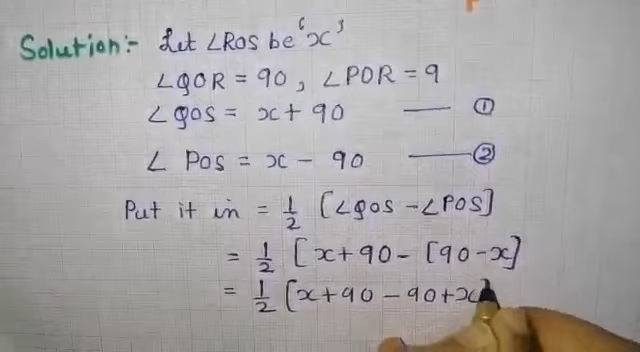 Solution:- Let ∠ROS be 'x'
∠QOR = 90, ∠POR = 9
∠QOS = x + 90 —— ①
∠ POS = x - 90 —— ②
Put it in = 1/2 [∠QOS - ∠POS]
= 1/2 [x + 90 - [90 - x]
= 1/2 [x + 90 - 90 + x]